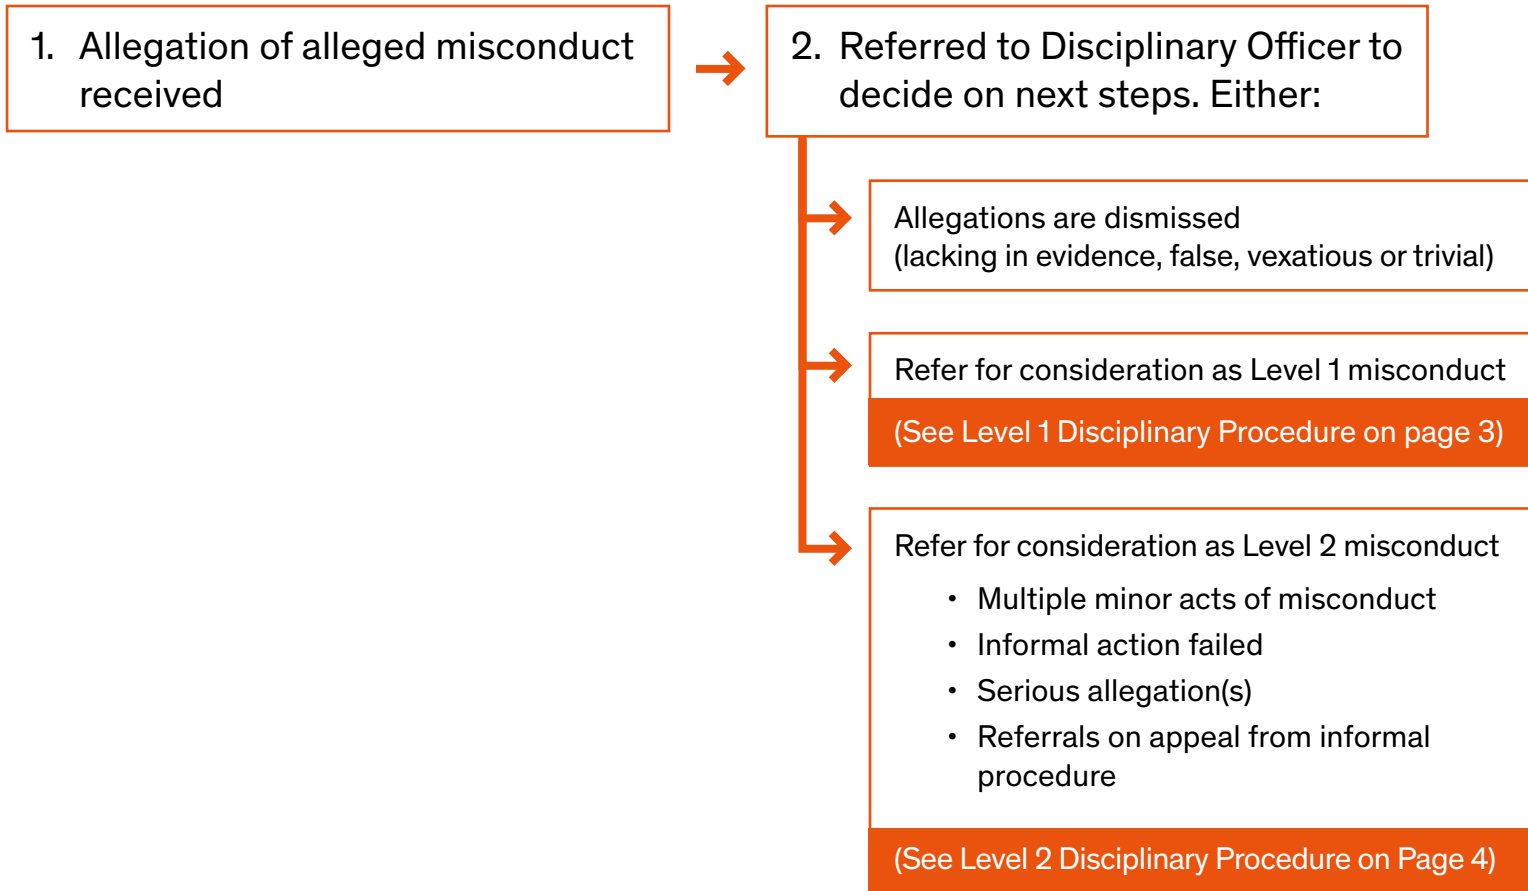 1. Allegation of alleged misconduct
received
2. Referred to Disciplinary Officer to
decide on next steps. Either:
Allegations are dismissed
(lacking in evidence, false, vexatious or trivial)
Refer for consideration as Level 1 misconduct
(See Level 1 Disciplinary Procedure on page 3)
Refer for consideration as Level 2 misconduct
• Multiple minor acts of misconduct
• Informal action failed
• Serious allegation(s)
• Referrals on appeal from informal
procedure
(See Level 2 Disciplinary Procedure on Page 4)